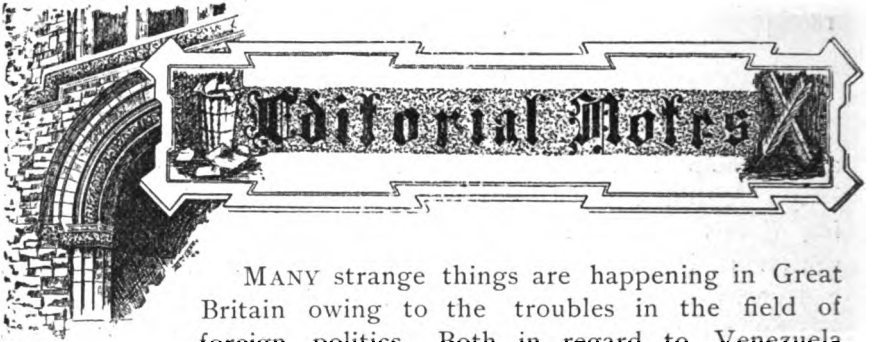 Editorial Notes
MANY strange things are happening in Great
Britain owing to the troubles in the field of
foreign politics. Both in regard to Venezuela